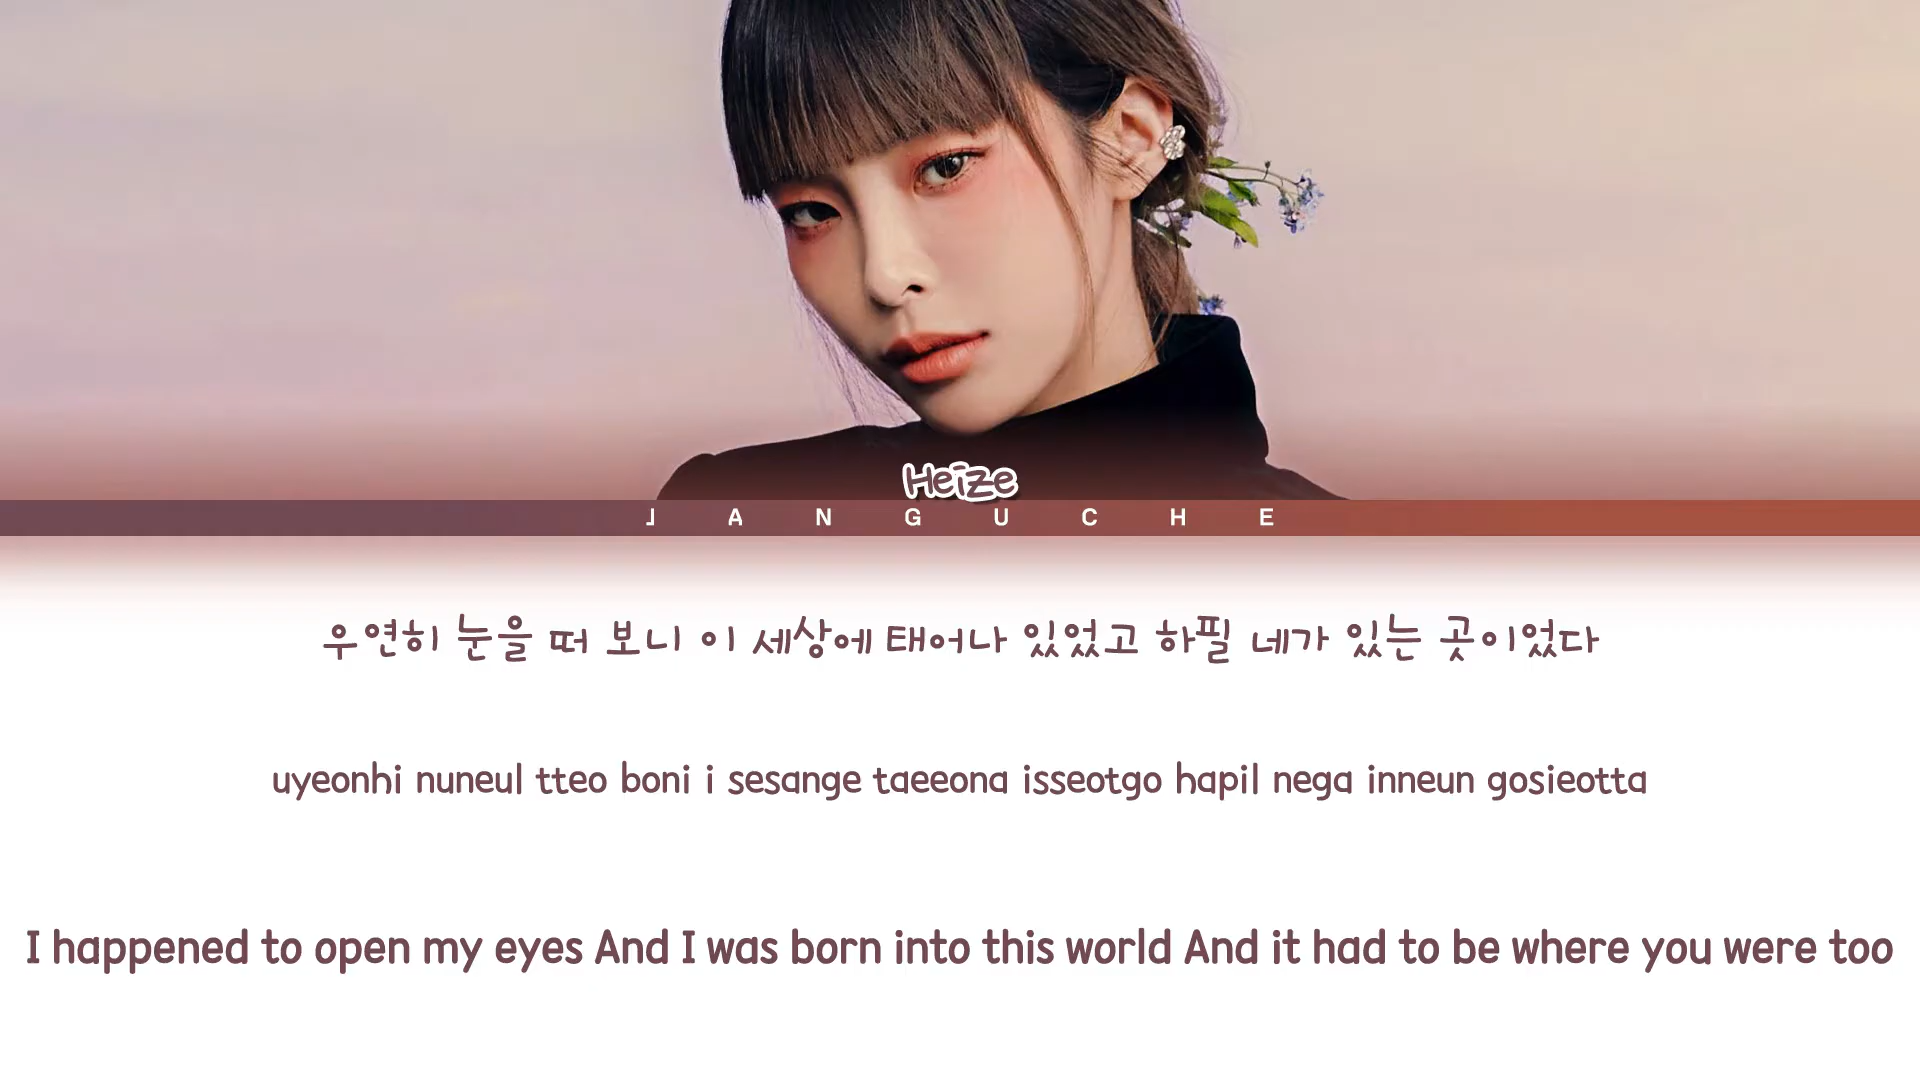 Heize
JANGUCHE
우연히 눈을 떠 보니 이 세상에 태어나 있었고 하필 네가 있는 곳이었다
uyeonhi nuneul tteo boni i sesange taeeona isseotgo hapil nega inneun gosieotta
I happened to open my eyes And I was born into this world And it had to be where you were too